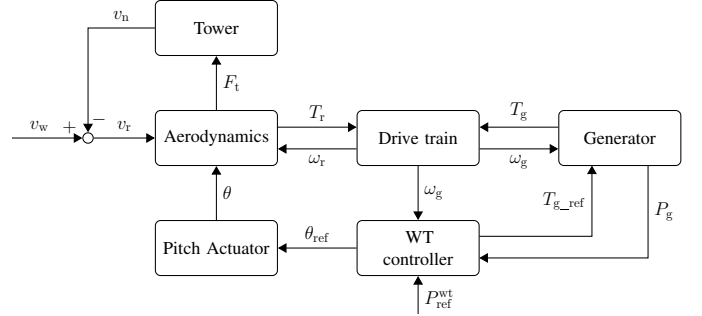 v_n
Tower
F_t
v_w
+
−
v_r
Aerodynamics
T_r
ω_r
Drive train
T_g
ω_g
Generator
θ
ω_g
T_g_ref
P_g
Pitch Actuator
θ_ref
WT
controller
P_ref^wt